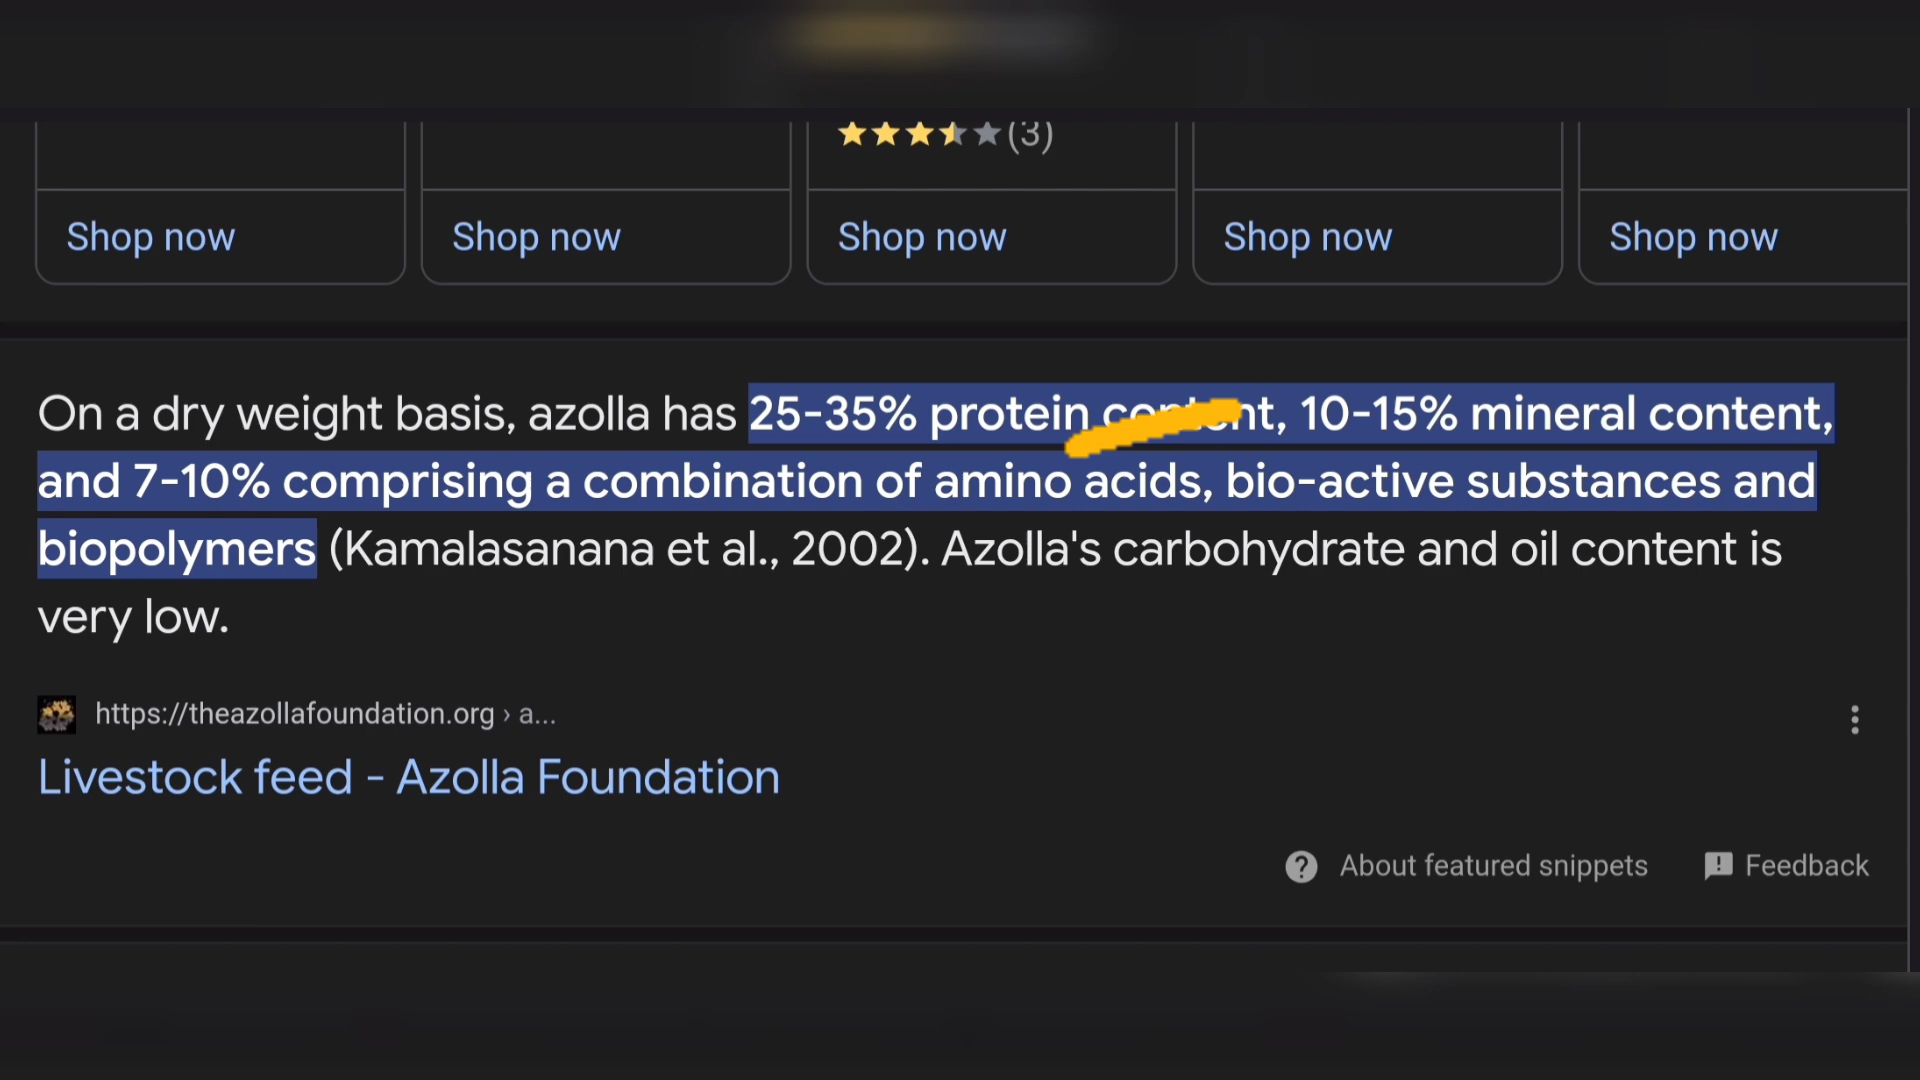 (3)
Shop now
Shop now
Shop now
Shop now
Shop now
On a dry weight basis, azolla has 25-35% protein content, 10-15% mineral content,
and 7-10% comprising a combination of amino acids, bio-active substances and
biopolymers (Kamalasanana et al., 2002). Azolla's carbohydrate and oil content is
very low.
https://theazollafoundation.org › a...
Livestock feed - Azolla Foundation
About featured snippets
Feedback